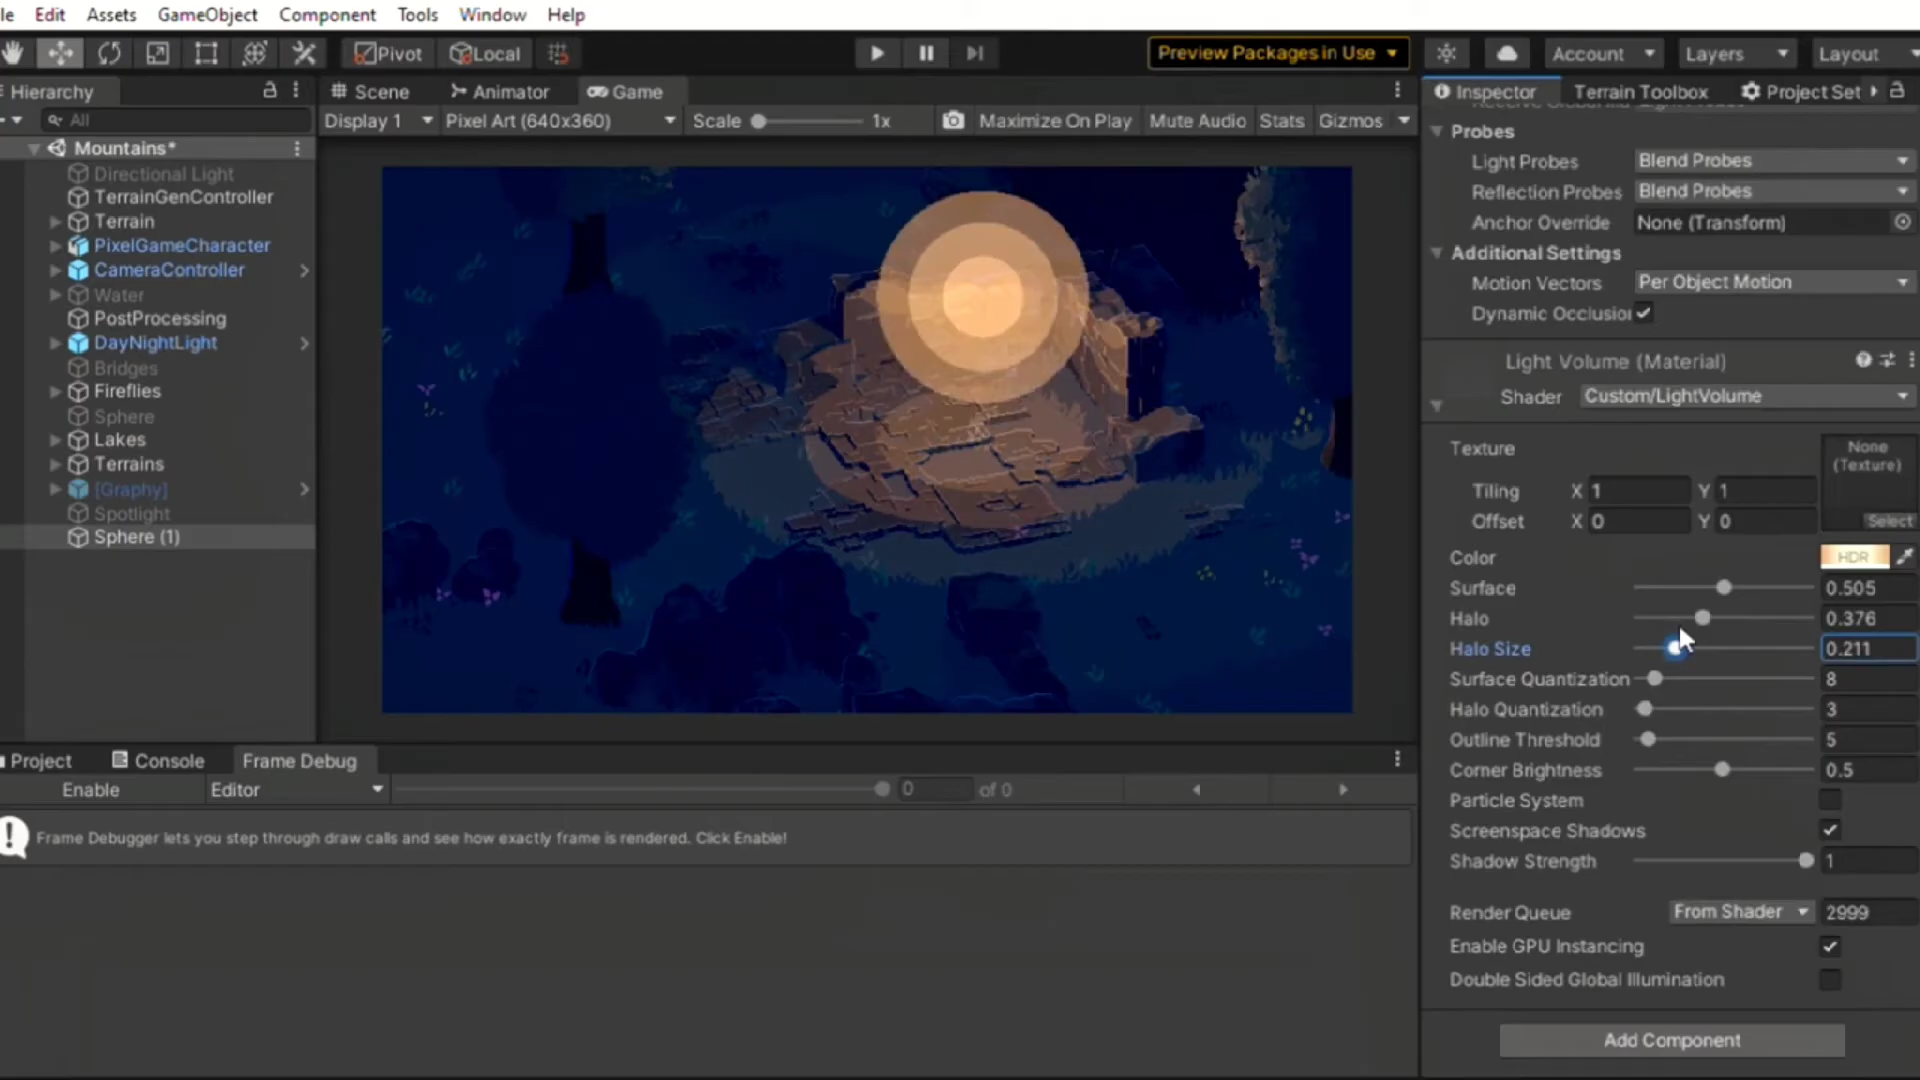 le Edit Assets GameObject Component Tools Window Help
Pivot Local Preview Packages in Use Account Layers Layout
Hierarchy
All
Mountains*
Directional Light
TerrainGenController
Terrain
PixelGameCharacter
CameraController
Water
PostProcessing
DayNightLight
Bridges
Fireflies
Sphere
Lakes
Terrains
[Graphy]
Spotlight
Sphere (1)
Scene Animator Game
Display 1 Pixel Art (640x360) Scale 1x Maximize On Play Mute Audio Stats Gizmos
Inspector Terrain Toolbox Project Set
Probes
Light Probes Blend Probes
Reflection Probes Blend Probes
Anchor Override None (Transform)
Additional Settings
Motion Vectors Per Object Motion
Dynamic Occlusio
Light Volume (Material)
Shader Custom/LightVolume
Texture None (Texture)
Tiling X 1 Y 1
Offset X 0 Y 0 Select
Color HDR
Surface 0.505
Halo 0.376
Halo Size 0.211
Surface Quantization 8
Halo Quantization 3
Outline Threshold 5
Corner Brightness 0.5
Particle System
Screenspace Shadows
Shadow Strength 1
Render Queue From Shader 2999
Enable GPU Instancing
Double Sided Global Illumination
Add Component
Project Console Frame Debug
Enable Editor 0 of 0
Frame Debugger lets you step through draw calls and see how exactly frame is rendered. Click Enable!